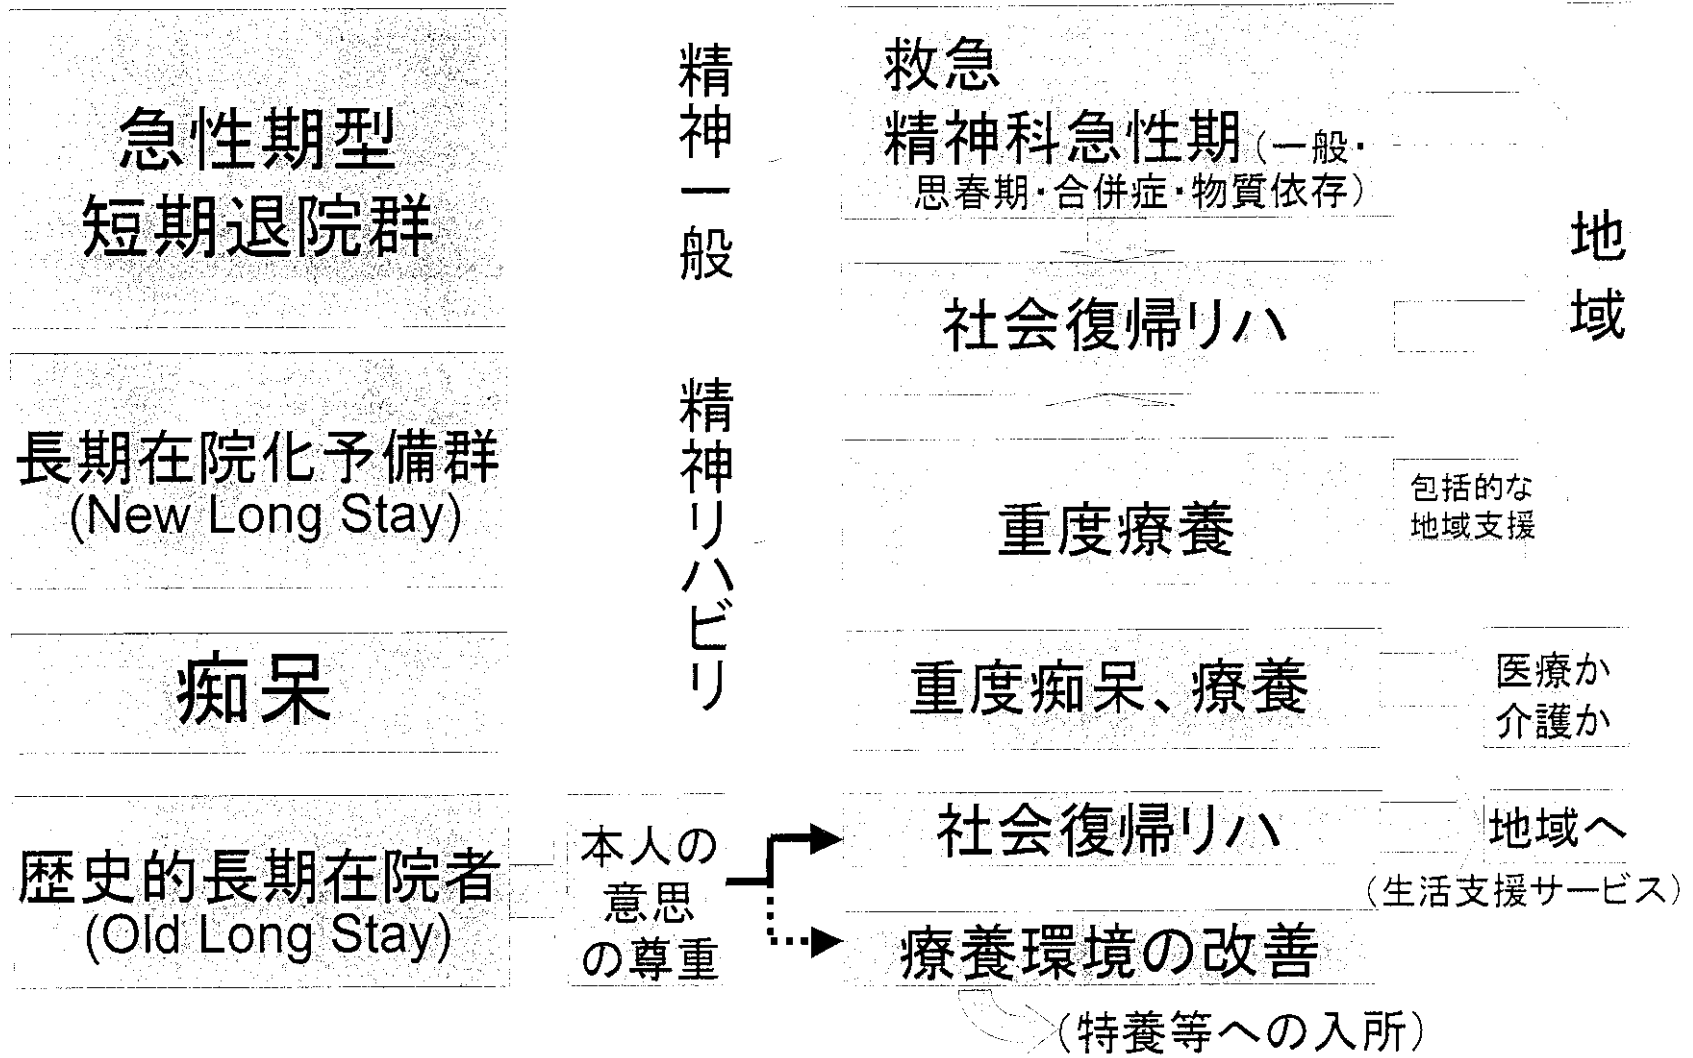 急性期型
短期退院群
長期在院化予備群
(New Long Stay)
痴呆
歴史的長期在院者
(Old Long Stay)
精神一般
精神リハビリ
本人の
意思
の尊重
救急
精神科急性期(一般・
思春期・合併症・物質依存)
社会復帰リハ
重度療養
重度痴呆、療養
社会復帰リハ
療養環境の改善
(特養等への入所)
地域
包括的な
地域支援
医療か
介護か
地域へ
(生活支援サービス)